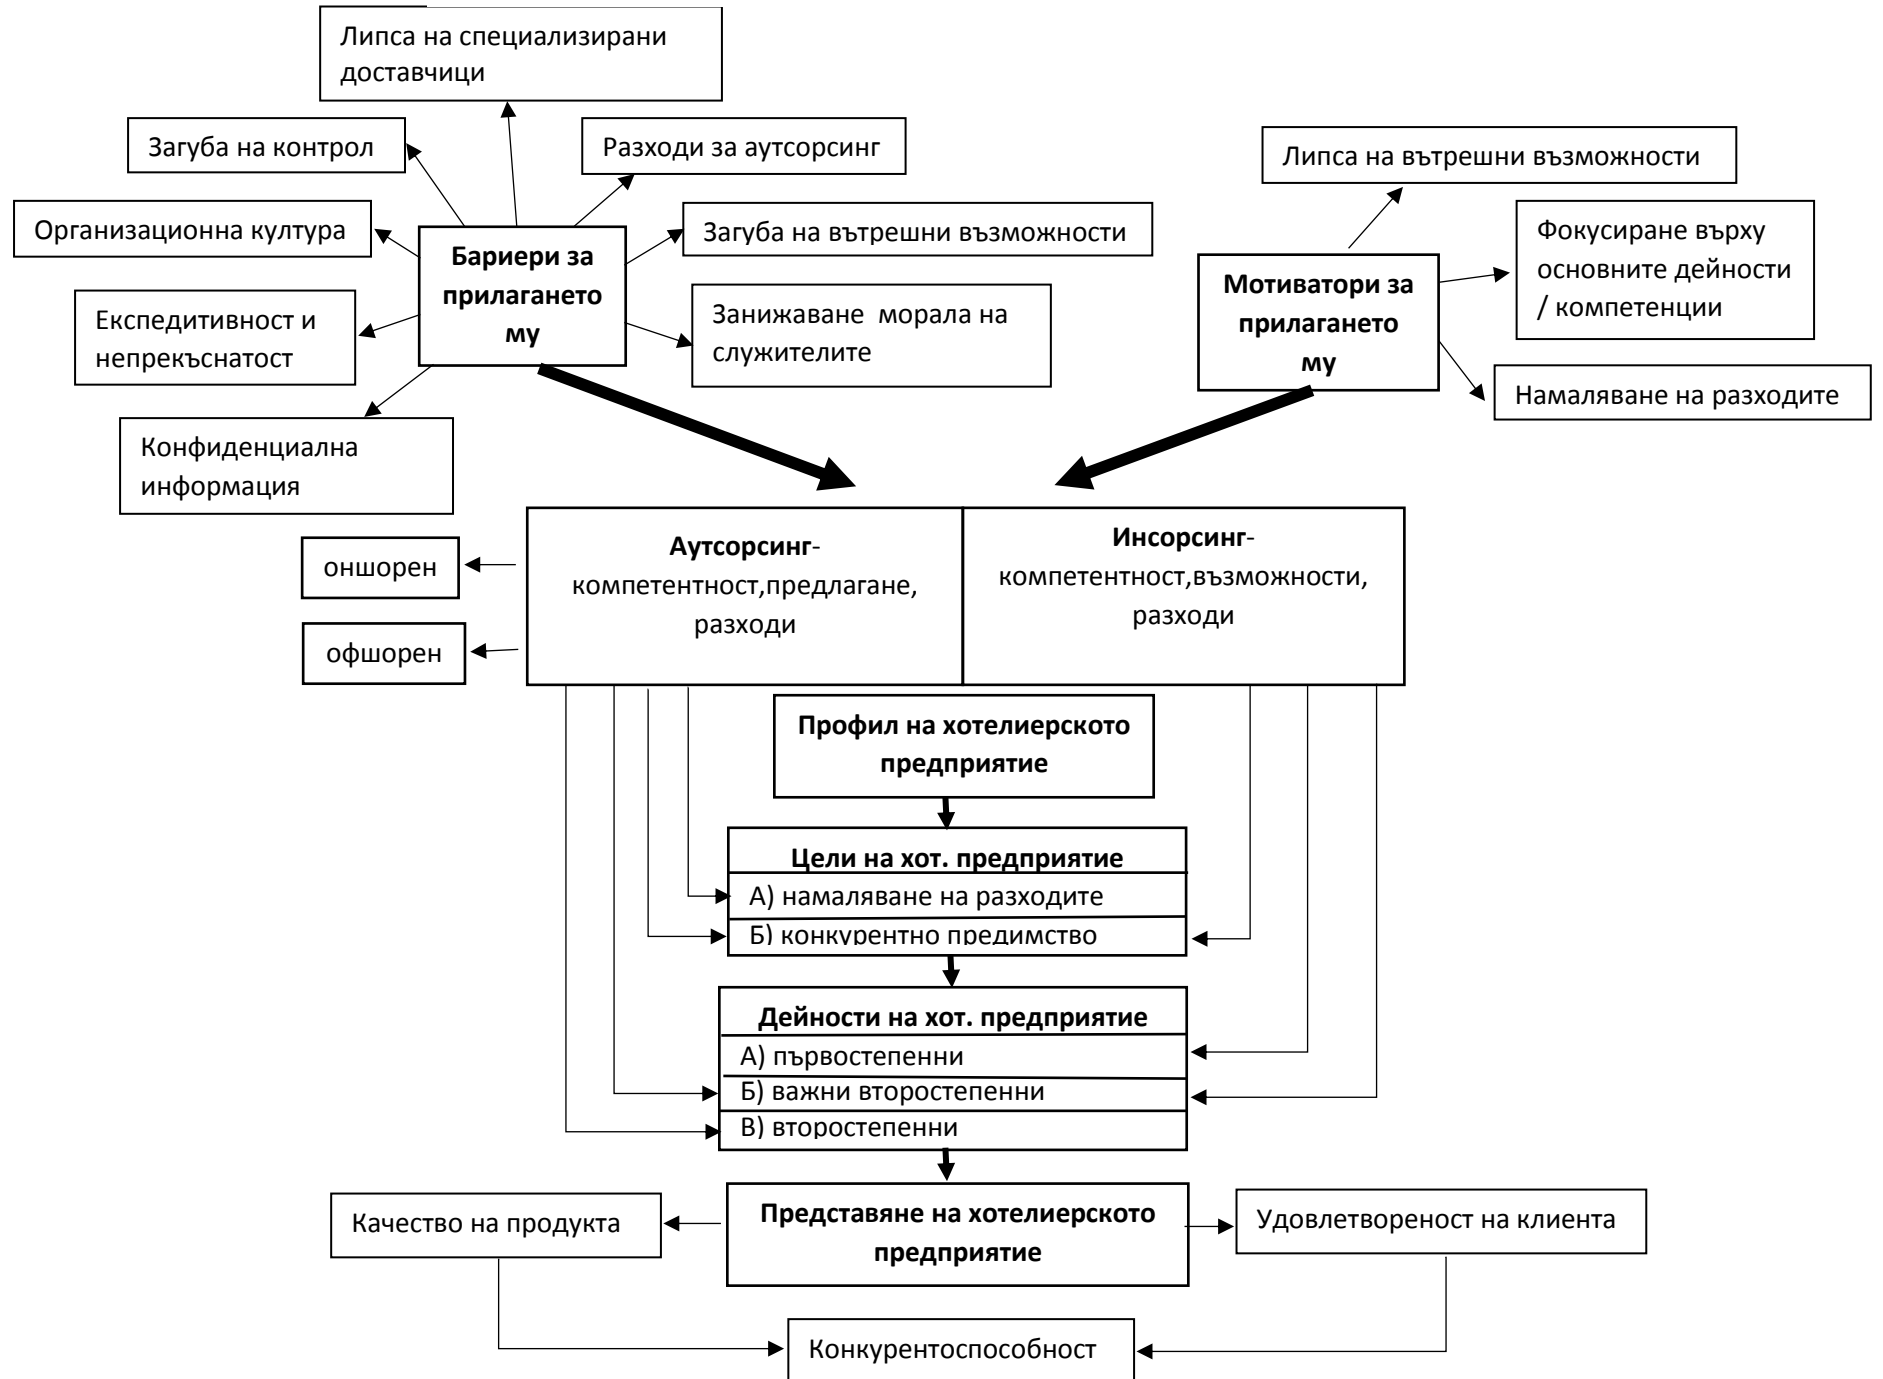 Липса на специализирани
доставчици
Загуба на контрол
Разходи за аутсорсинг
Липса на вътрешни възможности
Организационна култура
Загуба на вътрешни възможности
Бариери за
прилагането
му
Фокусиране върху
основните дейности
/ компетенции
Мотиватори за
прилагането
му
Експедитивност и
непрекъснатост
Занижаване морала на
служителите
Намаляване на разходите
Конфиденциална
информация
оншорен
офшорен
Аутсорсинг-
компетентност,предлагане,
разходи
Инсорсинг-
компетентност,възможности,
разходи
Профил на хотелиерското
предприятие
Цели на хот. предприятие
А) намаляване на разходите
Б) конкурентно предимство
Дейности на хот. предприятие
А) първостепенни
Б) важни второстепенни
В) второстепенни
Качество на продукта
Представяне на хотелиерското
предприятие
Удовлетвореност на клиента
Конкурентоспособност